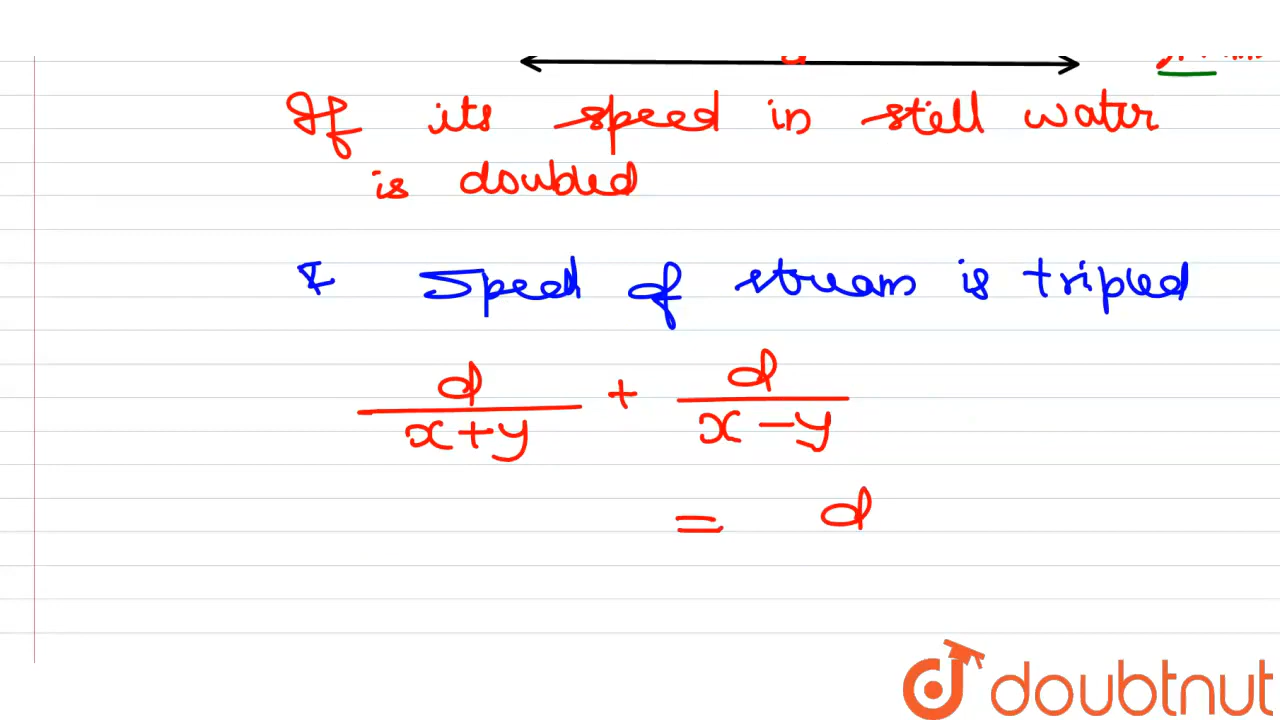 If its speed in still water
is doubled
& Speed of stream is tripled
d/(x+y) + d/(x-y)
= d
doubtnut